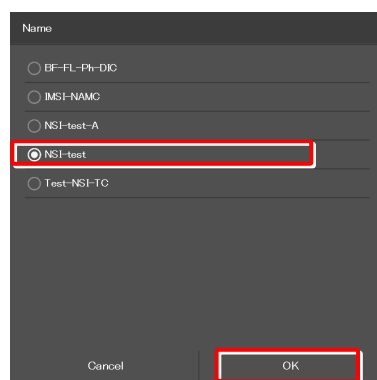 Name
BF-FL-Ph-DIC
IMSI-NAMC
NSI-test-A
NSI-test
Test-NSI-TC
Cancel
OK